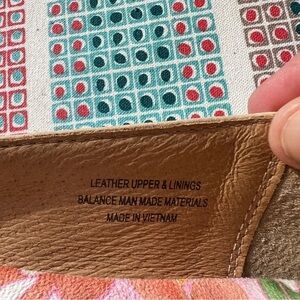 LEATHER UPPER & LININGS
BALANCE MAN MADE MATERIALS
MADE IN VIETNAM